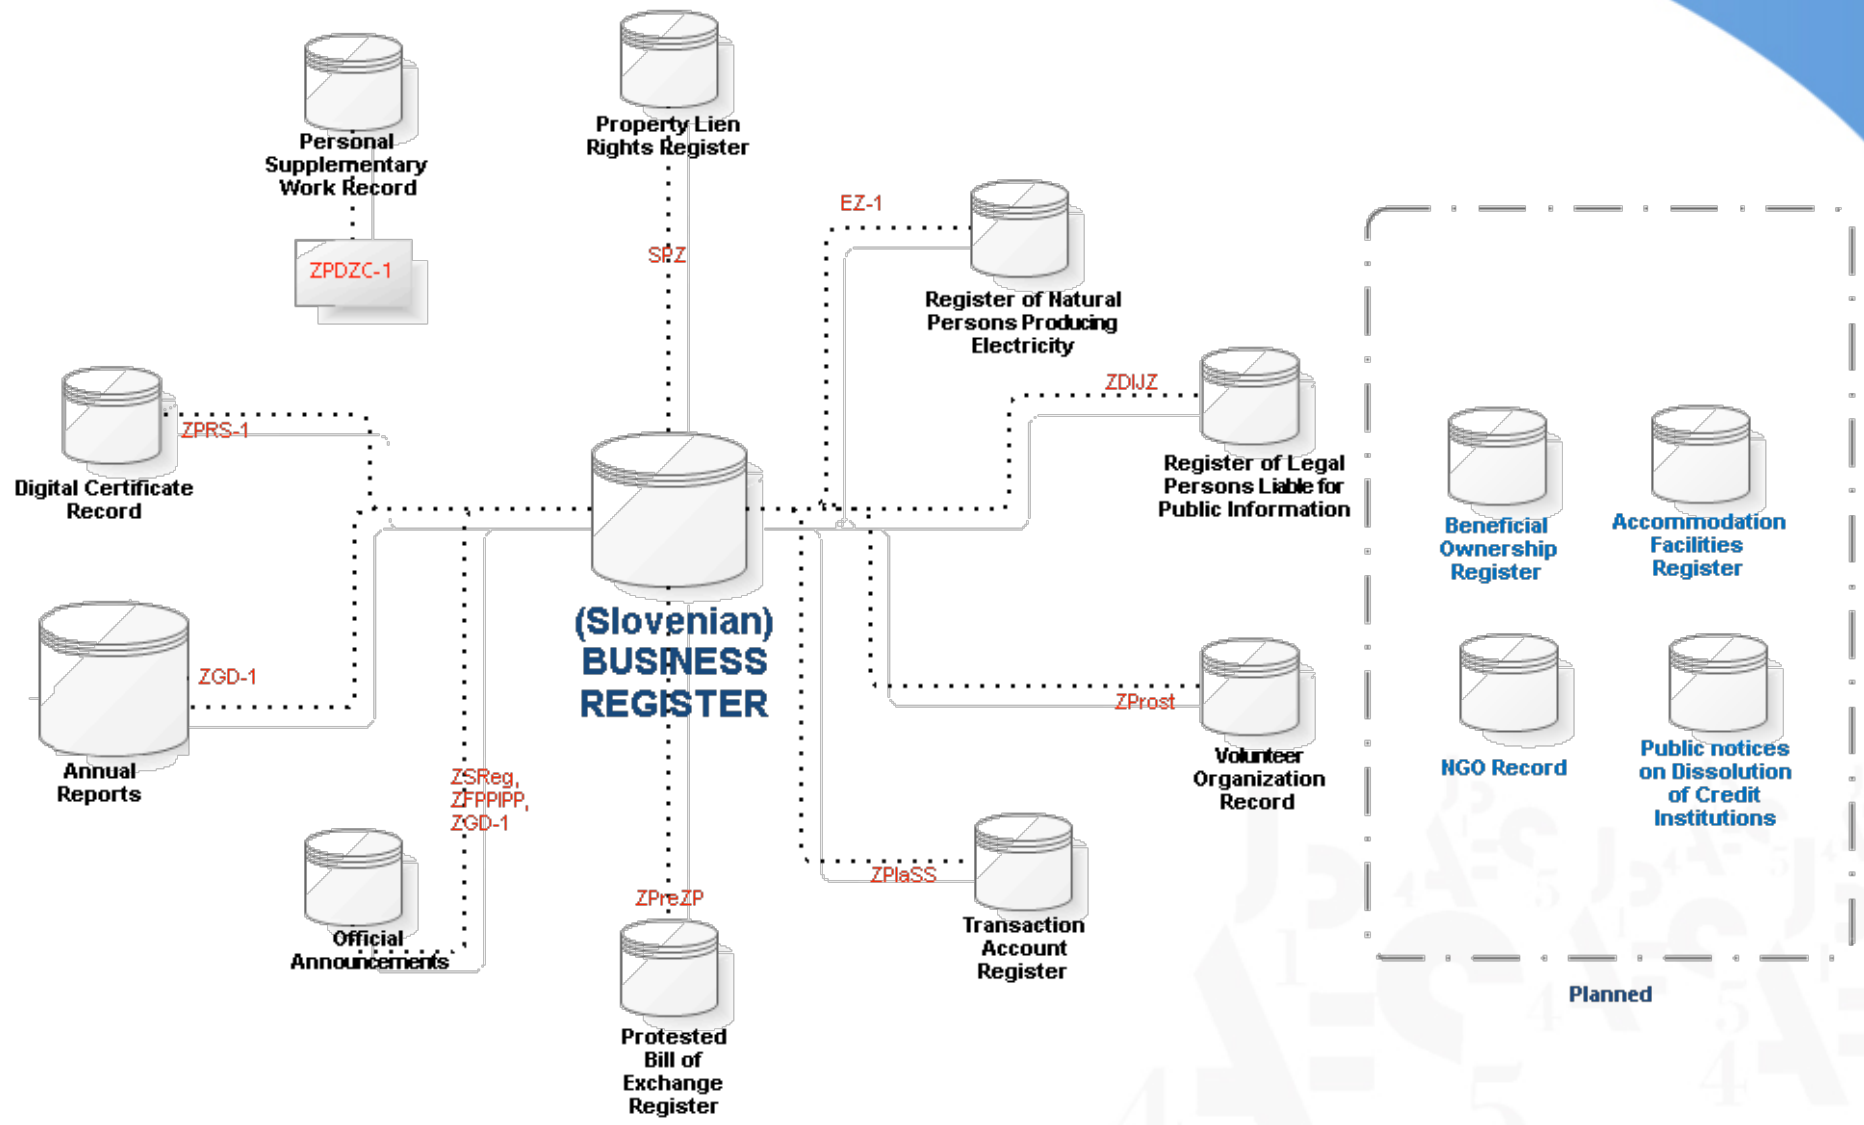 Personal
Supplementary
Work Record
ZPDZC-1
Property Lien
Rights Register
SPZ
EZ-1
Register of Natural
Persons Producing
Electricity
ZDIJZ
Register of Legal
Persons Liable for
Public Information
ZPRS-1
Digital Certificate
Record
(Slovenian)
BUSINESS
REGISTER
ZGD-1
Annual
Reports
ZSReg,
ZFPPIPP,
ZGD-1
Official
Announcements
ZPreZP
Protested
Bill of
Exchange
Register
ZPlaSS
Transaction
Account
Register
ZProst
Volunteer
Organization
Record
Beneficial
Ownership
Register
Accommodation
Facilities
Register
NGO Record
Public notices
on Dissolution
of Credit
Institutions
Planned